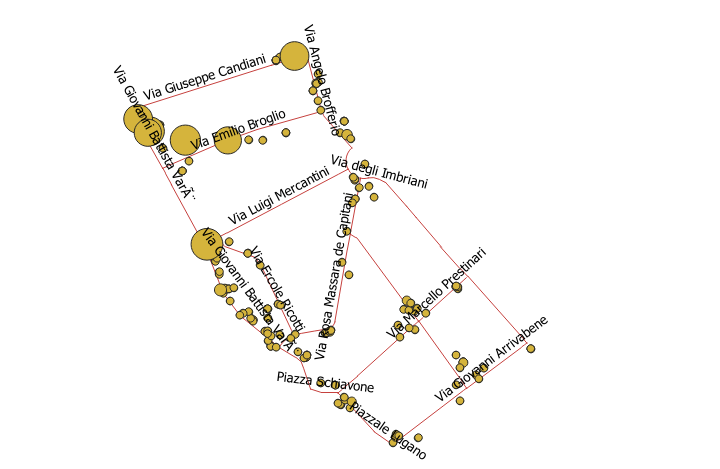 Via Giuseppe Candiani
Via Angelo Brofferio
Via Giovanni Battista VarÃ¨
Via Emilio Broglio
Via degli Imbriani
Via Luigi Mercantini
Via Rosa Massara de Capitani
Via Ercole Ricotti
Via Giovanni Battista VarÃ¨
Via Marcello Prestinari
Via Giovanni Arrivabene
Piazza Schiavone
Piazzale Lugano